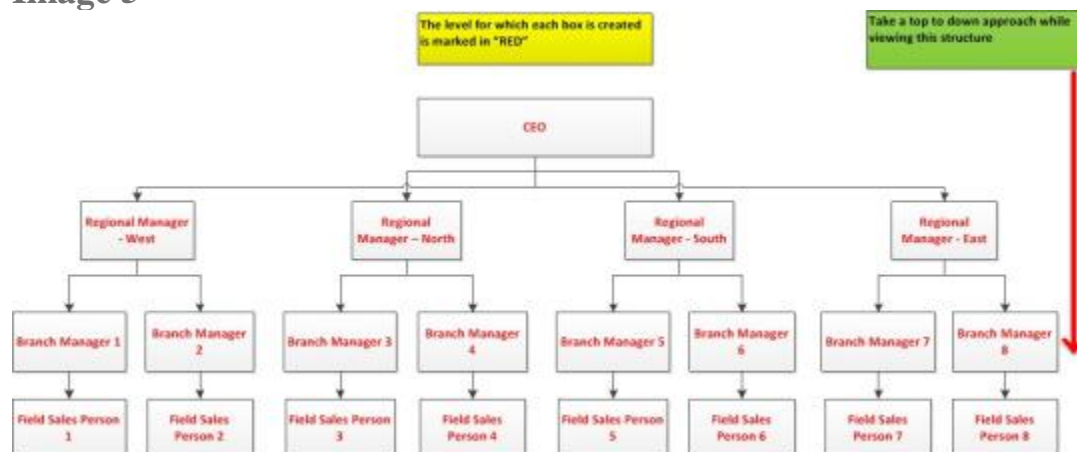 The level for which each box is created
is marked in "RED"
Take a top to down approach while
viewing this structure
CEO
Regional Manager
- West
Regional
Manager – North
Regional
Manager - South
Regional
Manager - East
Branch Manager 1
Branch Manager
2
Branch Manager 3
Branch Manager
4
Branch Manager 5
Branch Manager
6
Branch Manager 7
Branch Manager
8
Field Sales Person
1
Field Sales
Person 2
Field Sales Person
3
Field Sales
Person 4
Field Sales Person
5
Field Sales
Person 6
Field Sales
Person 7
Field Sales
Person 8